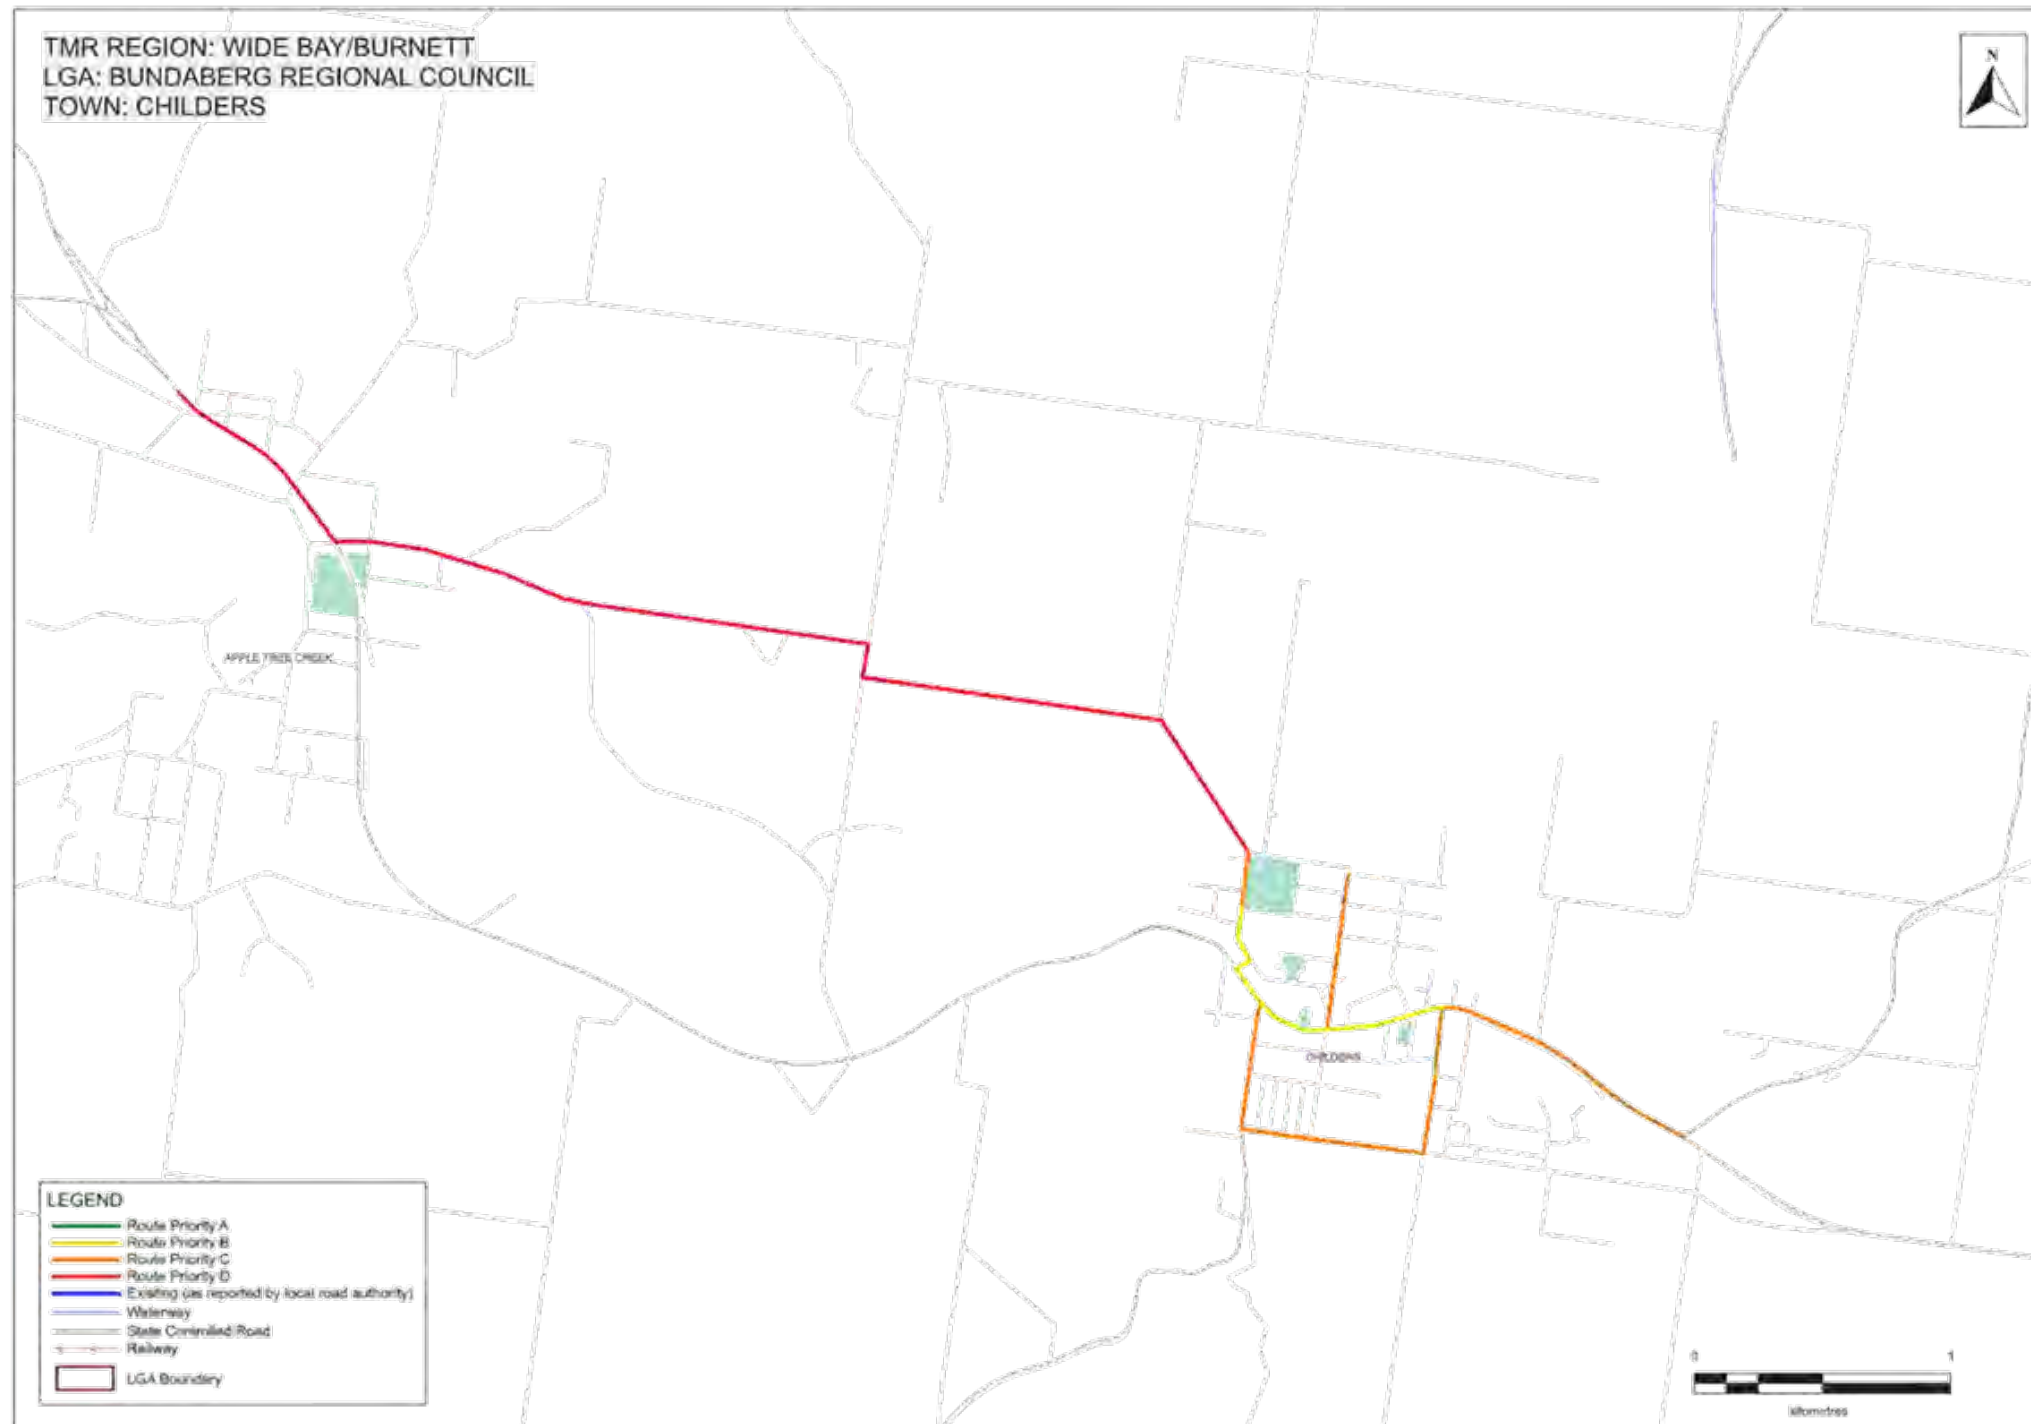 TMR REGION: WIDE BAY/BURNETT
LGA: BUNDABERG REGIONAL COUNCIL
TOWN: CHILDERS
N
APPLE TREE CREEK
CHILDERS
LEGEND
Route Priority A
Route Priority B
Route Priority C
Route Priority D
Existing (as reported by local road authority)
Waterway
State Controlled Road
Railway
LGA Boundary
0 1
kilometres